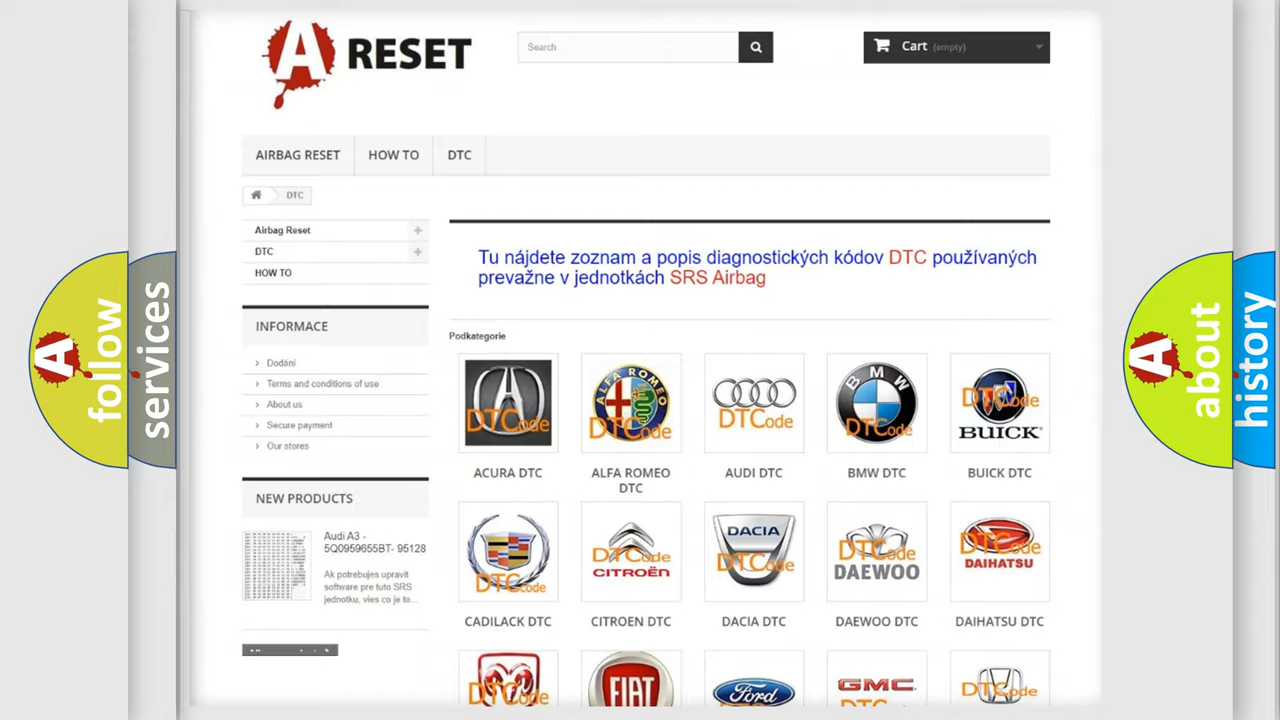 A RESET
Search
Cart (empty)
AIRBAG RESET
HOW TO
DTC
DTC
Airbag Reset
DTC
HOW TO
INFORMACE
Dodání
Terms and conditions of use
About us
Secure payment
Our stores
NEW PRODUCTS
Audi A3 -
5Q0959655BT- 95128
Ak potrebujes upravit
software pre tuto SRS
jednotku, vies co je to...
Tu nájdete zoznam a popis diagnostických kódov DTC používaných
prevažne v jednotkách SRS Airbag
Podkategorie
DTCode
ALFA ROMEO
DTCode
DTCode
BMW
DTCode
DTCode
BUICK
ACURA DTC
ALFA ROMEO
DTC
AUDI DTC
BMW DTC
BUICK DTC
DTCode
DTCode
CITROËN
DACIA
DTCode
DTCode
DAEWOO
DTCode
DAIHATSU
CADILACK DTC
CITROEN DTC
DACIA DTC
DAEWOO DTC
DAIHATSU DTC
DTCode
FIAT
Ford
GMC
DTCode
A follow
services
A about
history